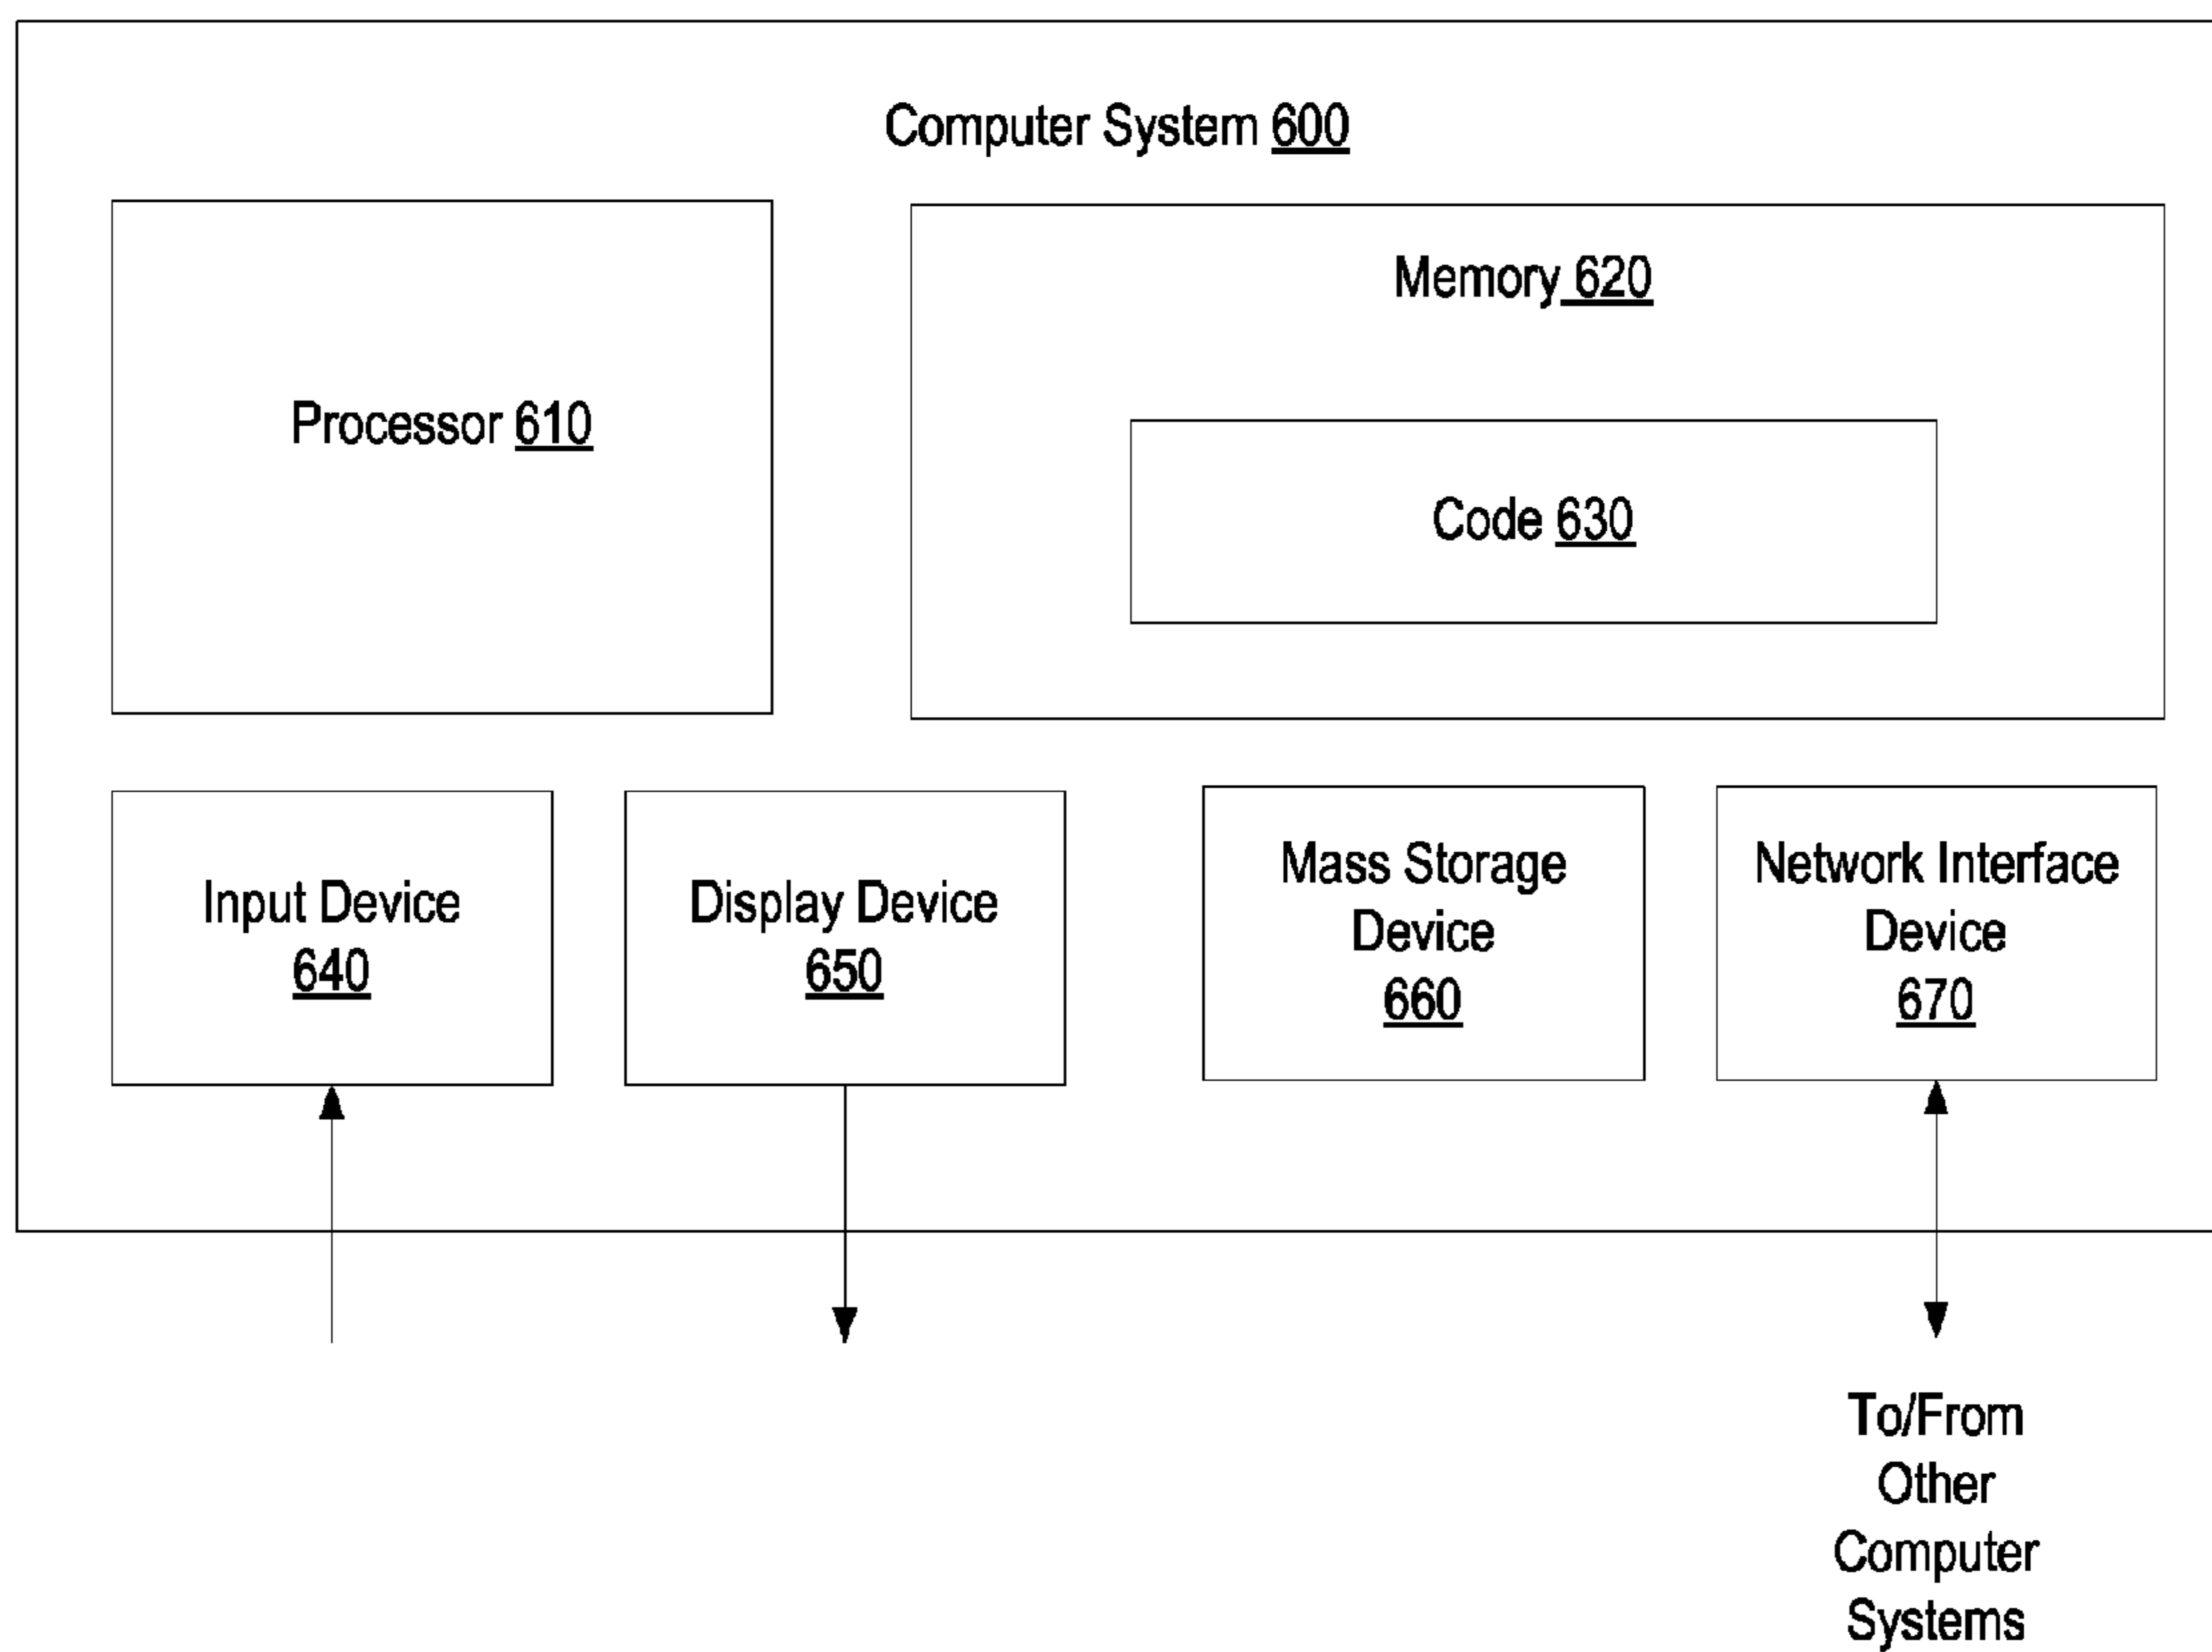 Computer System 600
Processor 610
Memory 620
Code 630
Input Device
640
Display Device
650
Mass Storage
Device
660
Network Interface
Device
670
To/From
Other
Computer
Systems